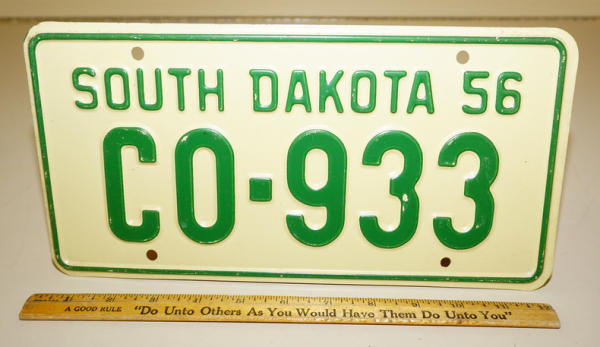 SOUTH DAKOTA 56
CO-933
A GOOD RULE "Do Unto Others As You Would Have Them Do Unto You"